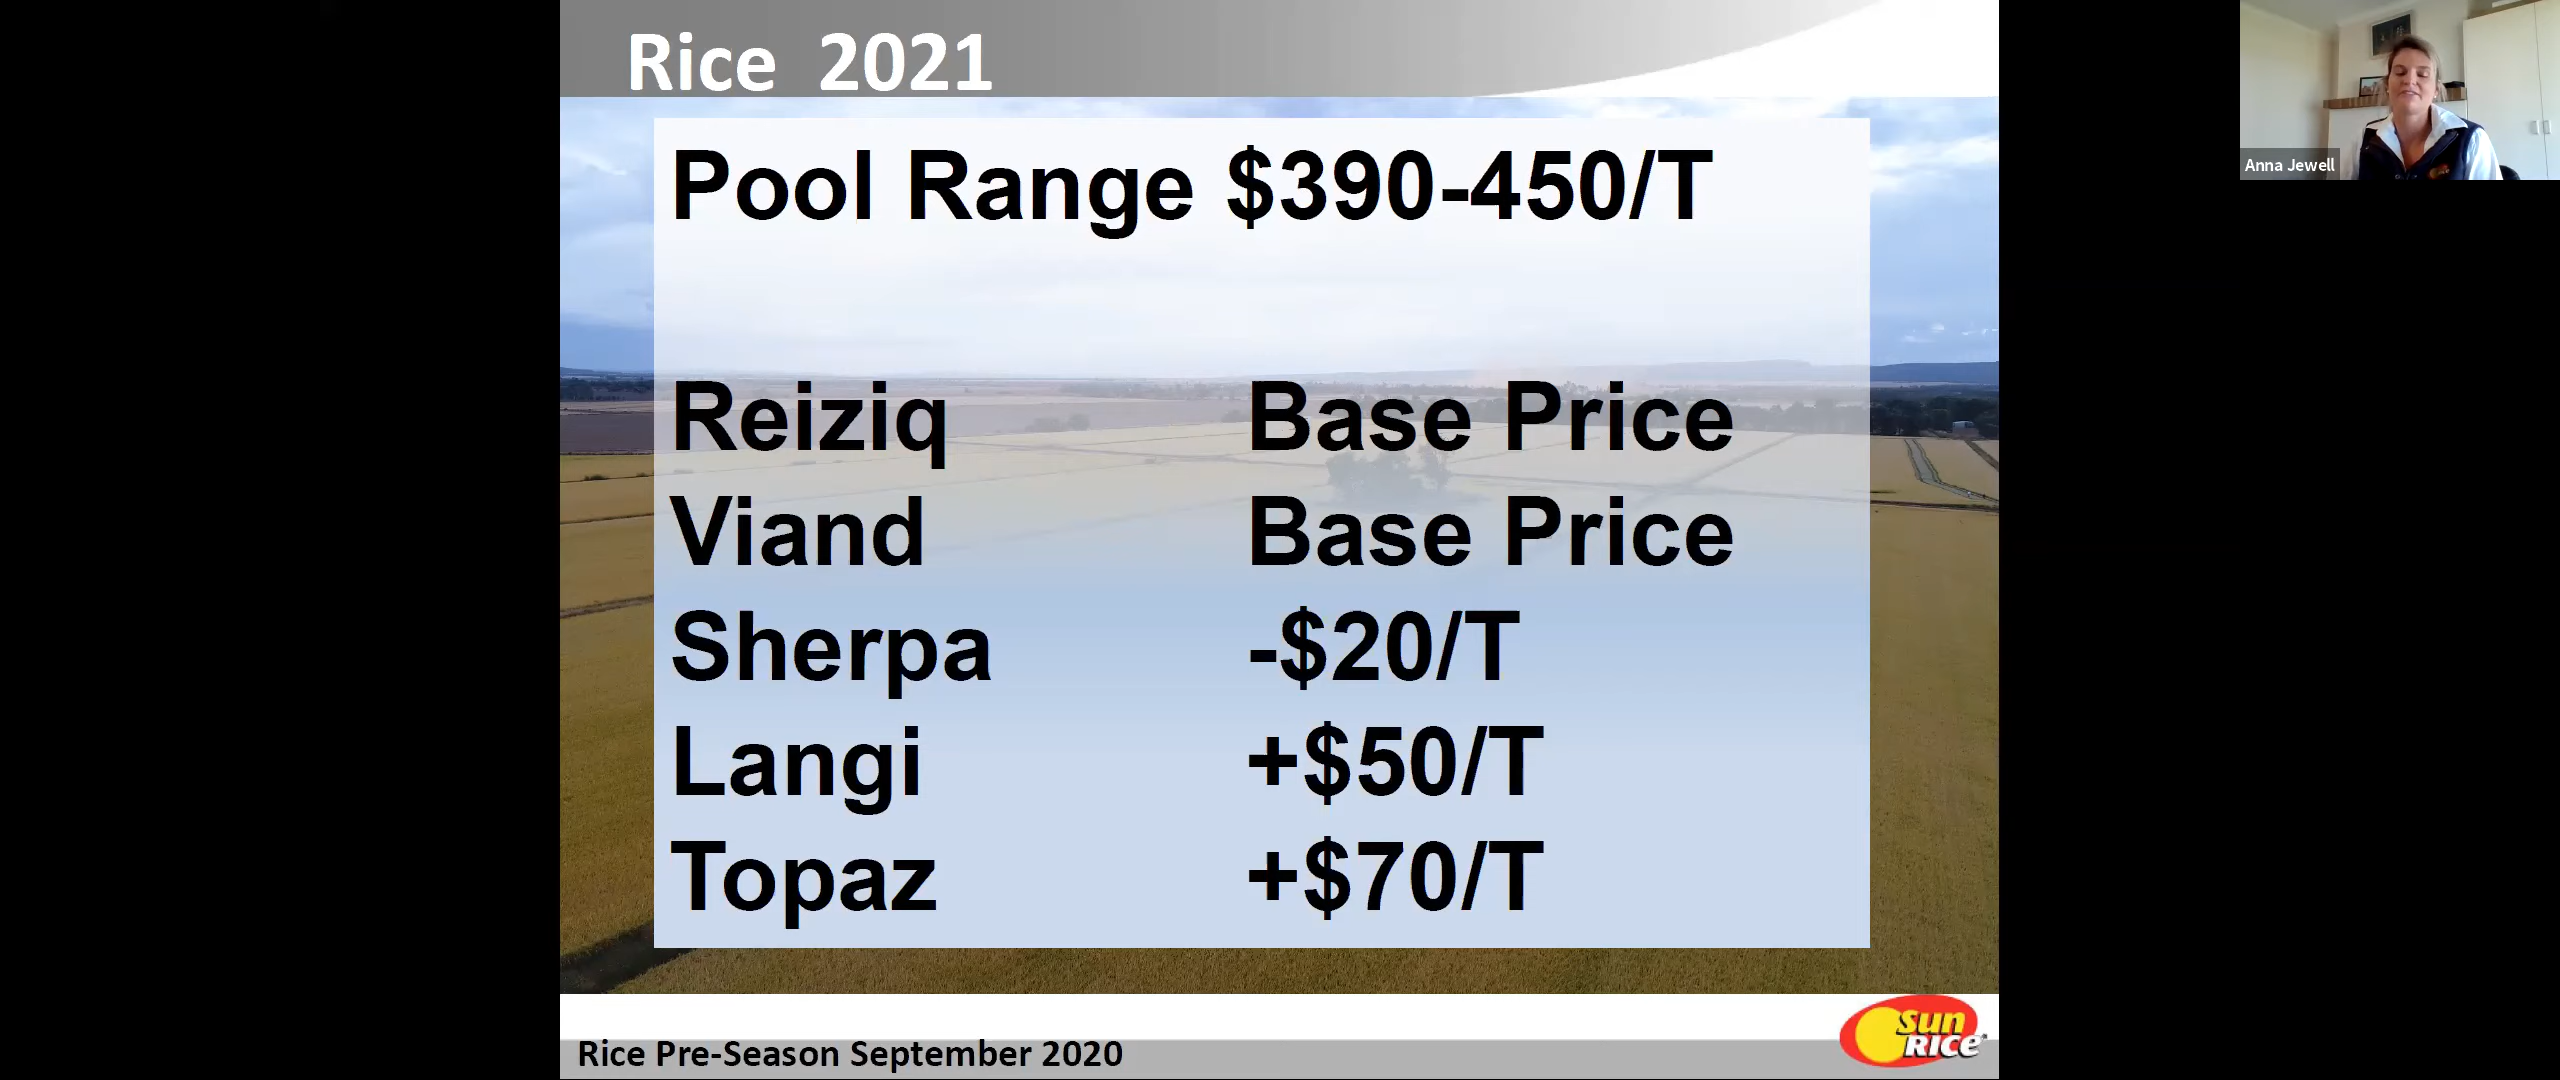 Rice 2021
Anna Jewell
Pool Range $390-450/T
Reiziq Base Price
Viand Base Price
Sherpa -$20/T
Langi +$50/T
Topaz +$70/T
Rice Pre-Season September 2020
Sun
RICE